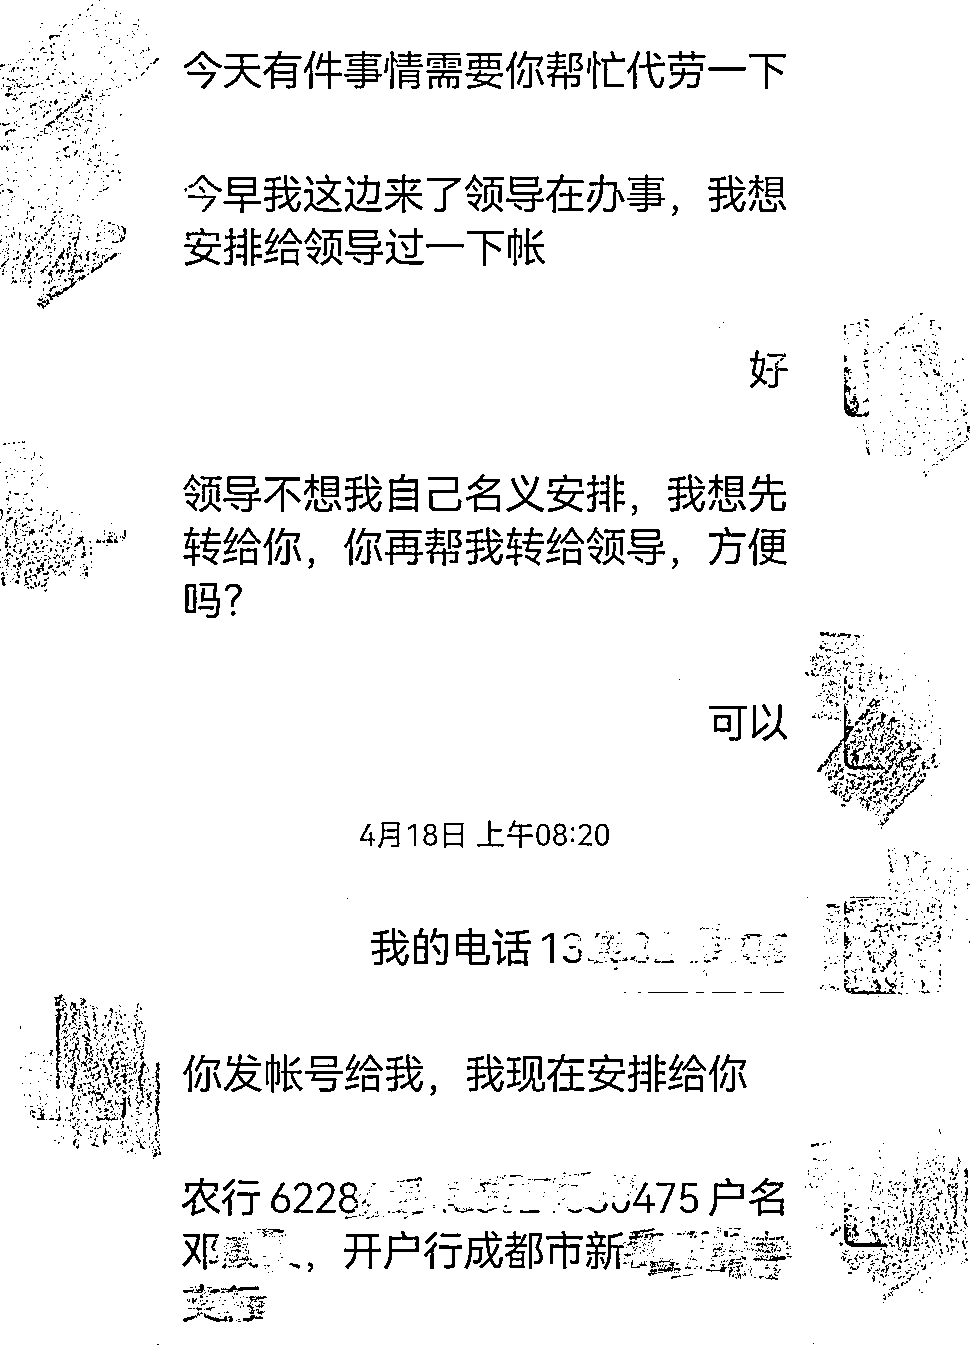 今天有件事情需要你帮忙代劳一下
今早我这边来了领导在办事，我想
安排给领导过一下帐
好
领导不想我自己名义安排，我想先
转给你，你再帮我转给领导，方便
吗？
可以
4月18日 上午08:20
我的电话 13
你发帐号给我，我现在安排给你
农行 6228 475 户名
邓 ，开户行成都市新
支行